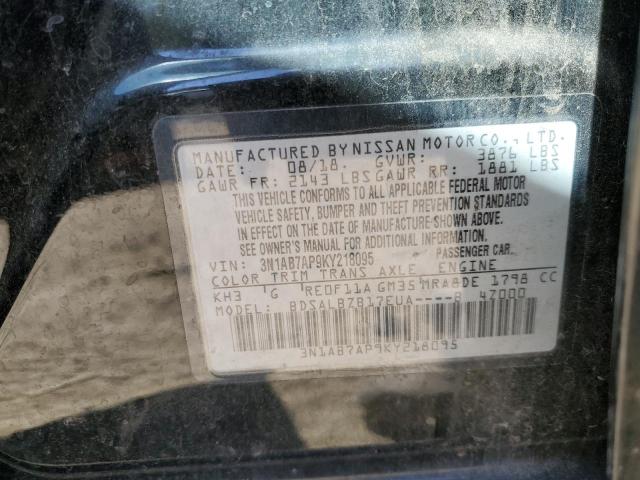 MANUFACTURED BY NISSAN MOTOR CO., LTD.
DATE: 08/18 GVWR: 3876 LBS
GAWR FR: 2143 LBS GAWR RR: 1881 LBS
THIS VEHICLE CONFORMS TO ALL APPLICABLE FEDERAL MOTOR
VEHICLE SAFETY, BUMPER AND THEFT PREVENTION STANDARDS
IN EFFECT ON THE DATE OF MANUFACTURE SHOWN ABOVE.
SEE OWNER'S MANUAL FOR ADDITIONAL INFORMATION
VIN: 3N1AB7AP9KY218095 PASSENGER CAR
COLOR TRIM TRANS AXLE ENGINE
KH3 G RE0F11A GM35 MRA8DE 1798 CC
MODEL: BDSALBZB17EUA----B 47000
3N1AB7AP9KY218095